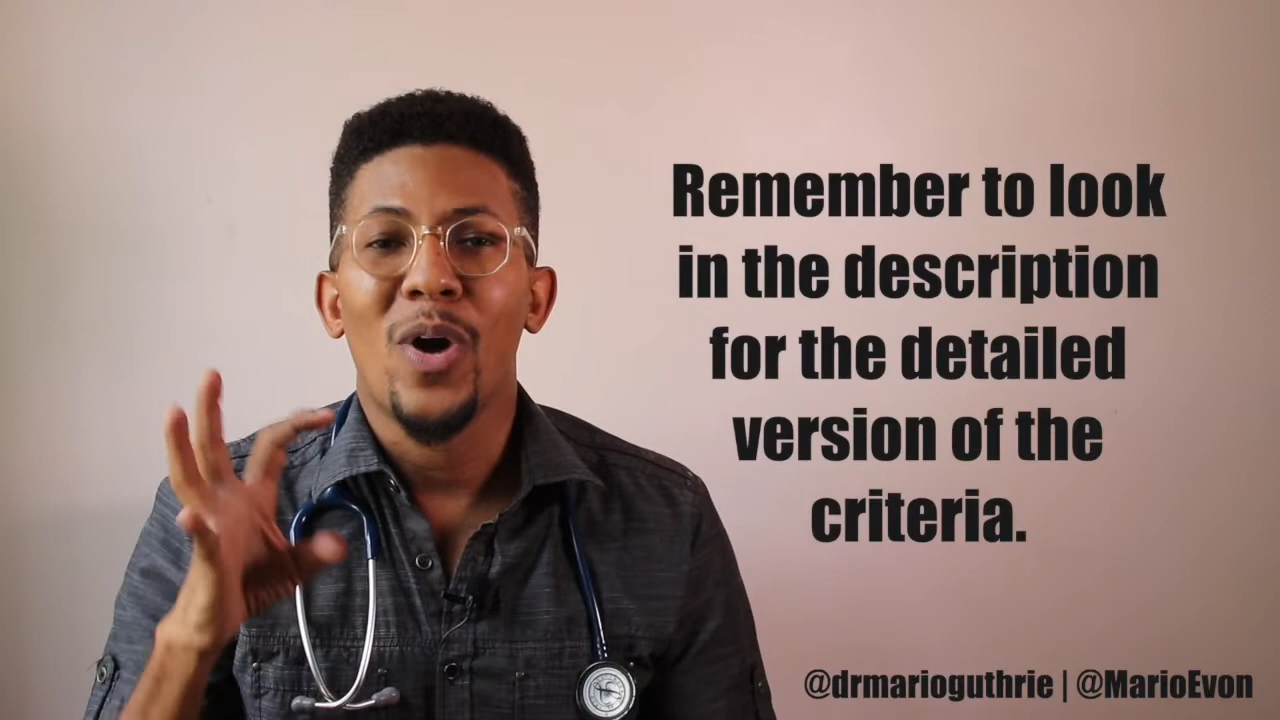 Remember to look
in the description
for the detailed
version of the
criteria.
@drmarioguthrie | @MarioEvon